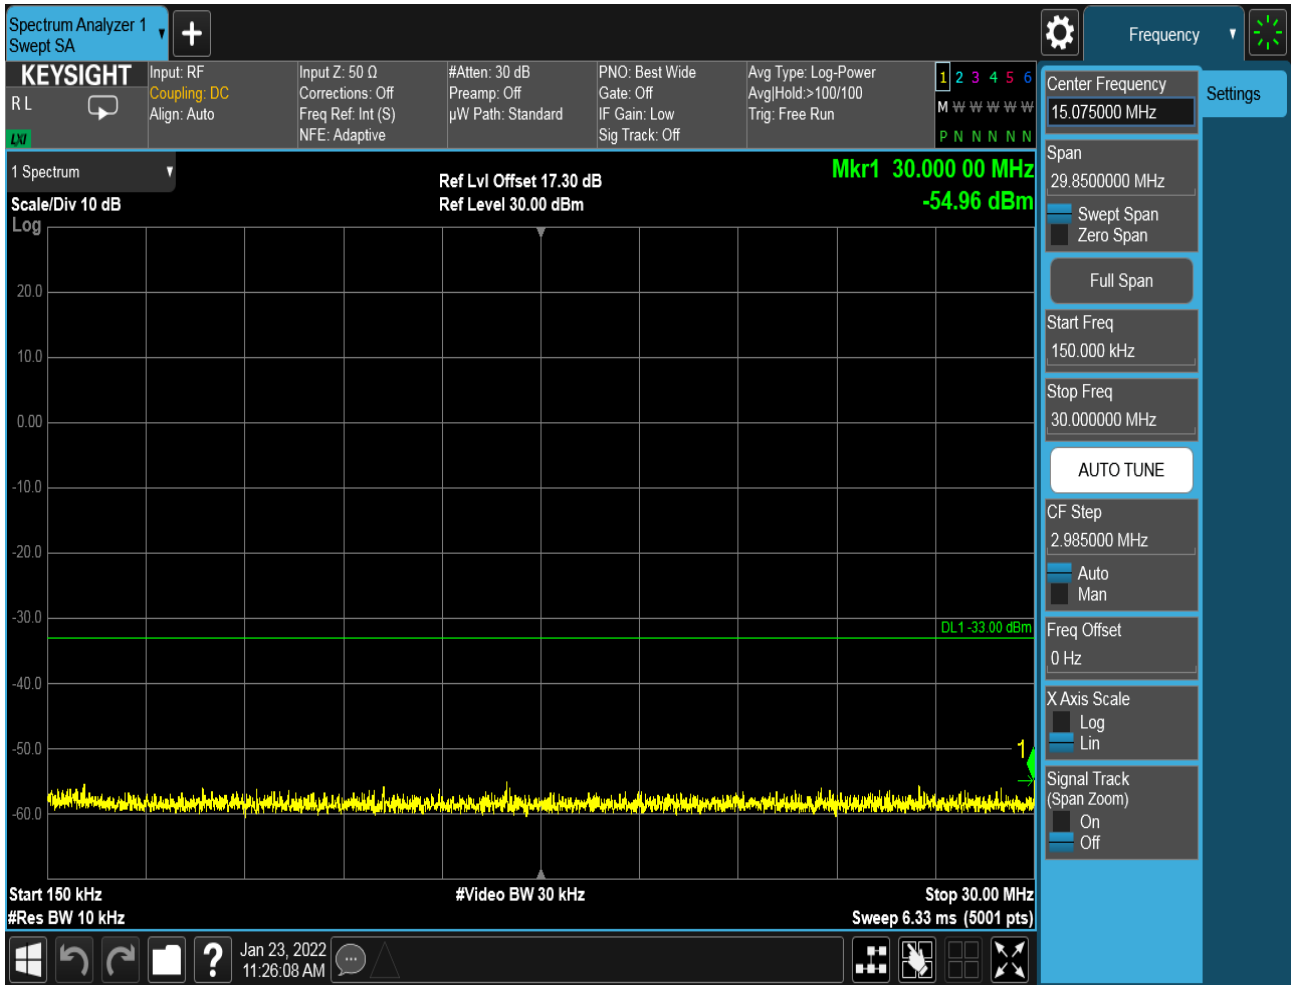 Spectrum Analyzer 1
Swept SA
Frequency
KEYSIGHT
R L
LXI
Input: RF
Coupling: DC
Align: Auto
Input Z: 50 Ω
Corrections: Off
Freq Ref: Int (S)
NFE: Adaptive
#Atten: 30 dB
Preamp: Off
µW Path: Standard
PNO: Best Wide
Gate: Off
IF Gain: Low
Sig Track: Off
Avg Type: Log-Power
Avg|Hold:>100/100
Trig: Free Run
1 2 3 4 5 6
M W W W W W
P N N N N N
1 Spectrum
Scale/Div 10 dB
Log
Ref Lvl Offset 17.30 dB
Ref Level 30.00 dBm
Mkr1 30.000 00 MHz
-54.96 dBm
20.0
10.0
0.00
-10.0
-20.0
-30.0
DL1 -33.00 dBm
-40.0
-50.0
1
-60.0
Start 150 kHz
#Video BW 30 kHz
Stop 30.00 MHz
#Res BW 10 kHz
Sweep 6.33 ms (5001 pts)
Center Frequency
15.075000 MHz
Settings
Span
29.8500000 MHz
Swept Span
Zero Span
Full Span
Start Freq
150.000 kHz
Stop Freq
30.000000 MHz
AUTO TUNE
CF Step
2.985000 MHz
Auto
Man
Freq Offset
0 Hz
X Axis Scale
Log
Lin
Signal Track
(Span Zoom)
On
Off
?
Jan 23, 2022
11:26:08 AM